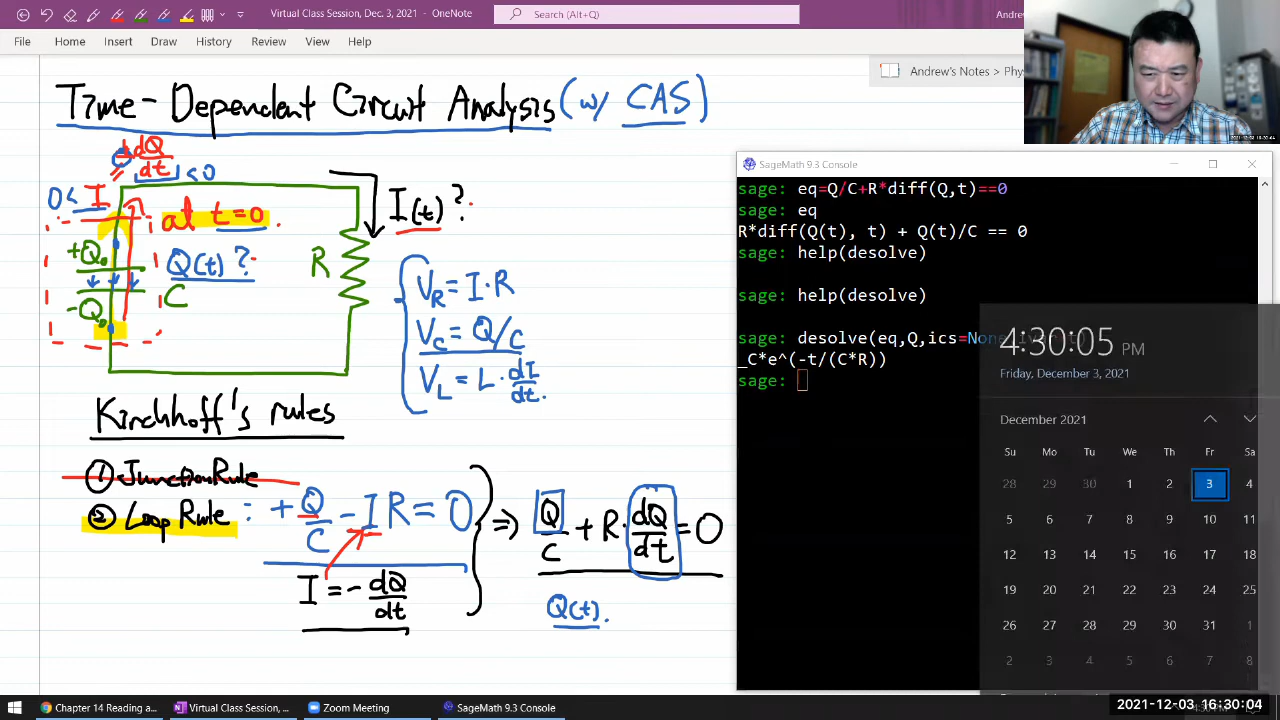 Virtual Class Session, Dec. 3, 2021 - OneNote
Search (Alt+Q)
Andrew
File Home Insert Draw History Review View Help
Andrew's Notes > Phy
Time-Dependent Circuit Analysis (w/ CAS)
dQ/dt < 0
0 < I
at t=0.
I(t)?
+Q₀
Q(t)?
-Q₀
C
R
V_R = I·R
V_C = Q/C
V_L = L·dI/dt.
Kirchhoff's rules
① Junction Rule
② Loop Rule : + Q/C - IR = 0
I = - dQ/dt
⇒ Q/C + R·dQ/dt = 0
Q(t).
SageMath 9.3 Console
sage: eq=Q/C+R*diff(Q,t)==0
sage: eq
R*diff(Q(t), t) + Q(t)/C == 0
sage: help(desolve)
sage: help(desolve)
sage: desolve(eq,Q,ics=None,ivar=t)
_C*e^(-t/(C*R))
sage:
4:30:05 PM
Friday, December 3, 2021
December 2021
Su Mo Tu We Th Fr Sa
28 29 30 1 2 3 4
5 6 7 8 9 10 11
12 13 14 15 16 17 18
19 20 21 22 23 24 25
26 27 28 29 30 31 1
2 3 4 5 6 7 8
Chapter 14 Reading a...
Virtual Class Session,...
Zoom Meeting
SageMath 9.3 Console
2021-12-03 16:30:04